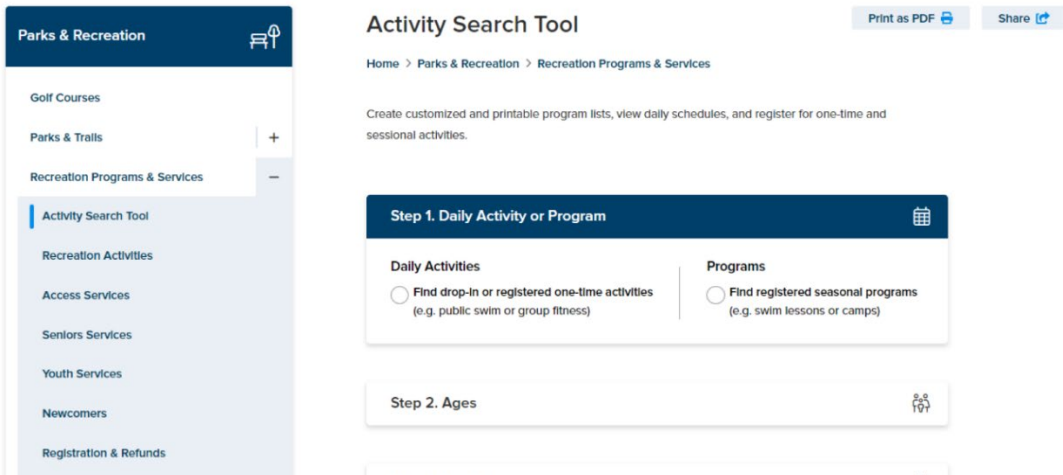 Parks & Recreation
Golf Courses
Parks & Trails
+
Recreation Programs & Services
−
Activity Search Tool
Recreation Activities
Access Services
Seniors Services
Youth Services
Newcomers
Registration & Refunds
Activity Search Tool
Print as PDF
Share
Home > Parks & Recreation > Recreation Programs & Services
Create customized and printable program lists, view daily schedules, and register for one-time and
sessional activities.
Step 1. Daily Activity or Program
Daily Activities
Find drop-in or registered one-time activities
(e.g. public swim or group fitness)
Programs
Find registered seasonal programs
(e.g. swim lessons or camps)
Step 2. Ages